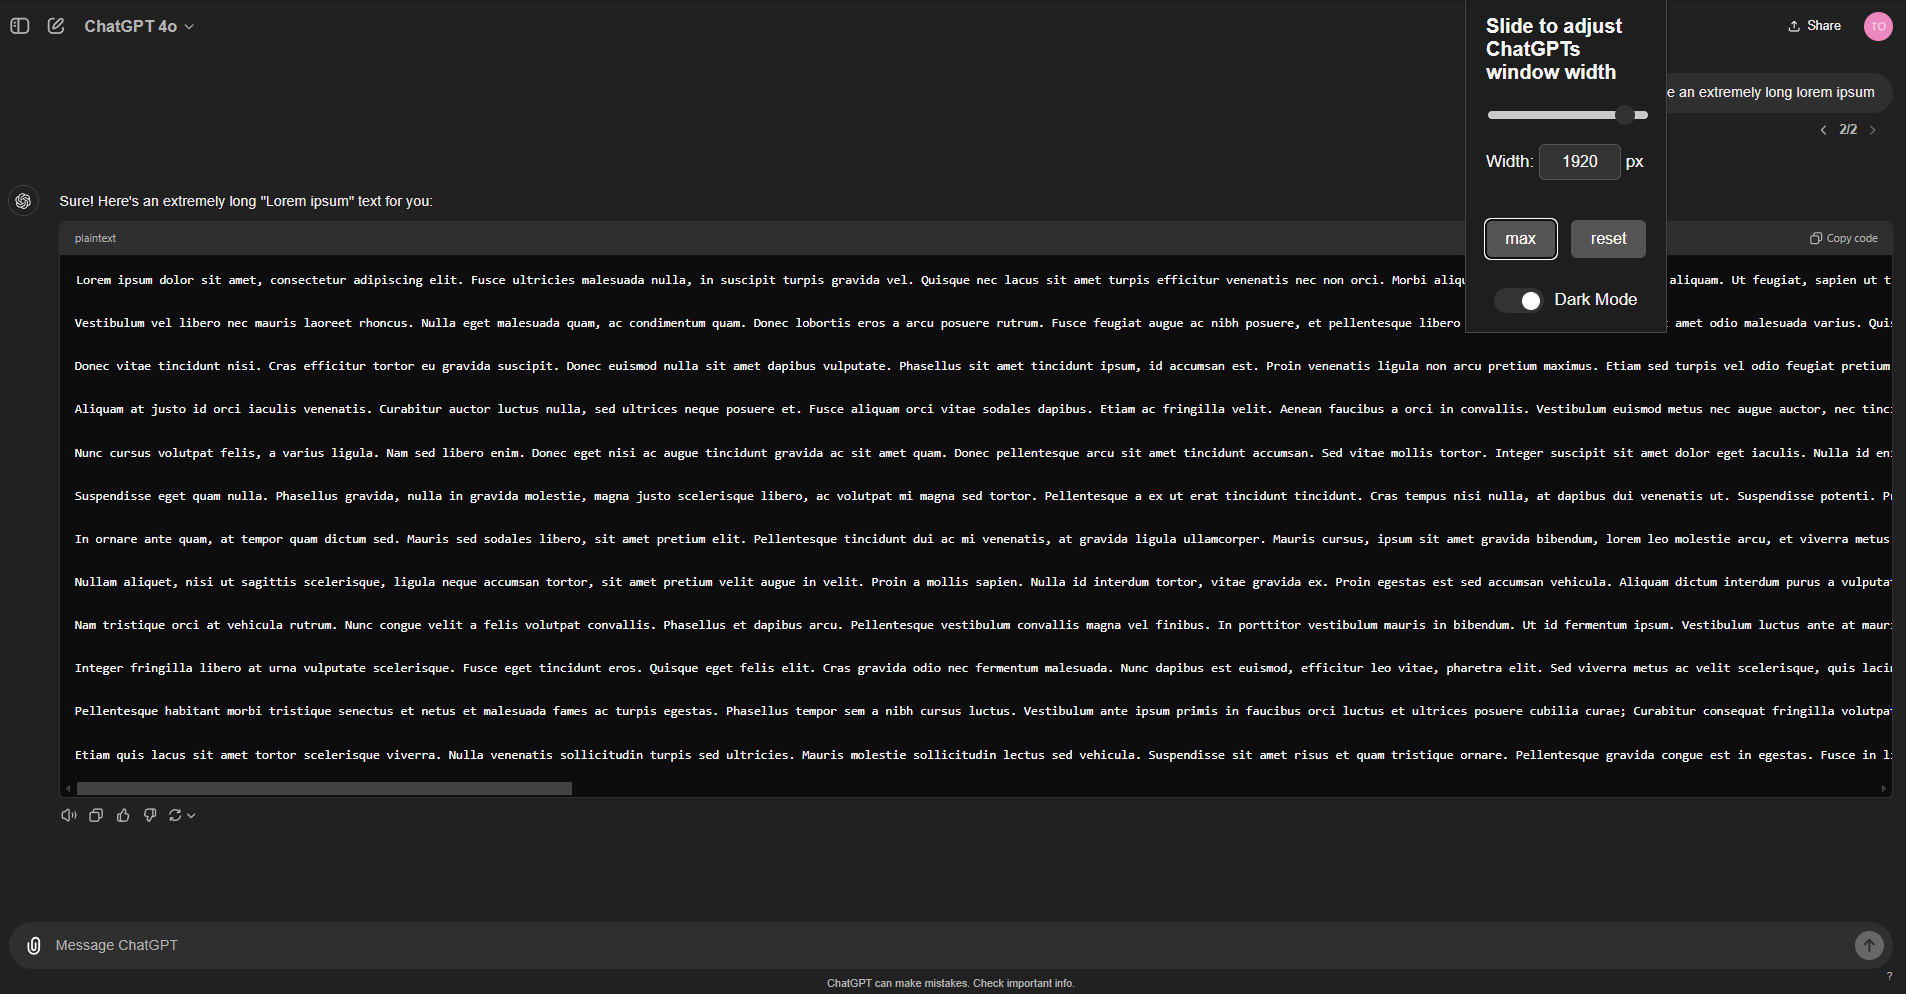 ChatGPT 4o
Share
TO
Slide to adjust
ChatGPTs
window width
Width: 1920 px
max reset
Dark Mode
e an extremely long lorem ipsum
2/2
Sure! Here's an extremely long "Lorem ipsum" text for you:
plaintext
Copy code
Lorem ipsum dolor sit amet, consectetur adipiscing elit. Fusce ultricies malesuada nulla, in suscipit turpis gravida vel. Quisque nec lacus sit amet turpis efficitur venenatis nec non orci. Morbi aliqu aliquam. Ut feugiat, sapien ut t
Vestibulum vel libero nec mauris laoreet rhoncus. Nulla eget malesuada quam, ac condimentum quam. Donec lobortis eros a arcu posuere rutrum. Fusce feugiat augue ac nibh posuere, et pellentesque libero amet odio malesuada varius. Qui
Donec vitae tincidunt nisi. Cras efficitur tortor eu gravida suscipit. Donec euismod nulla sit amet dapibus vulputate. Phasellus sit amet tincidunt ipsum, id accumsan est. Proin venenatis ligula non arcu pretium maximus. Etiam sed turpis vel odio feugiat pretium
Aliquam at justo id orci iaculis venenatis. Curabitur auctor luctus nulla, sed ultrices neque posuere et. Fusce aliquam orci vitae sodales dapibus. Etiam ac fringilla velit. Aenean faucibus a orci in convallis. Vestibulum euismod metus nec augue auctor, nec tinc
Nunc cursus volutpat felis, a varius ligula. Nam sed libero enim. Donec eget nisi ac augue tincidunt gravida ac sit amet quam. Donec pellentesque arcu sit amet tincidunt accumsan. Sed vitae mollis tortor. Integer suscipit sit amet dolor eget iaculis. Nulla id en
Suspendisse eget quam nulla. Phasellus gravida, nulla in gravida molestie, magna justo scelerisque libero, ac volutpat mi magna sed tortor. Pellentesque a ex ut erat tincidunt tincidunt. Cras tempus nisi nulla, at dapibus dui venenatis ut. Suspendisse potenti. P
In ornare ante quam, at tempor quam dictum sed. Mauris sed sodales libero, sit amet pretium elit. Pellentesque tincidunt dui ac mi venenatis, at gravida ligula ullamcorper. Mauris cursus, ipsum sit amet gravida bibendum, lorem leo molestie arcu, et viverra metus
Nullam aliquet, nisi ut sagittis scelerisque, ligula neque accumsan tortor, sit amet pretium velit augue in velit. Proin a mollis sapien. Nulla id interdum tortor, vitae gravida ex. Proin egestas est sed accumsan vehicula. Aliquam dictum interdum purus a vulputa
Nam tristique orci at vehicula rutrum. Nunc congue velit a felis volutpat convallis. Phasellus et dapibus arcu. Pellentesque vestibulum convallis magna vel finibus. In porttitor vestibulum mauris in bibendum. Ut id fermentum ipsum. Vestibulum luctus ante at maur
Integer fringilla libero at urna vulputate scelerisque. Fusce eget tincidunt eros. Quisque eget felis elit. Cras gravida odio nec fermentum malesuada. Nunc dapibus est euismod, efficitur leo vitae, pharetra elit. Sed viverra metus ac velit scelerisque, quis laci
Pellentesque habitant morbi tristique senectus et netus et malesuada fames ac turpis egestas. Phasellus tempor sem a nibh cursus luctus. Vestibulum ante ipsum primis in faucibus orci luctus et ultrices posuere cubilia curae; Curabitur consequat fringilla volutpa
Etiam quis lacus sit amet tortor scelerisque viverra. Nulla venenatis sollicitudin turpis sed ultricies. Mauris molestie sollicitudin lectus sed vehicula. Suspendisse sit amet risus et quam tristique ornare. Pellentesque gravida congue est in egestas. Fusce in l
Message ChatGPT
ChatGPT can make mistakes. Check important info.
?